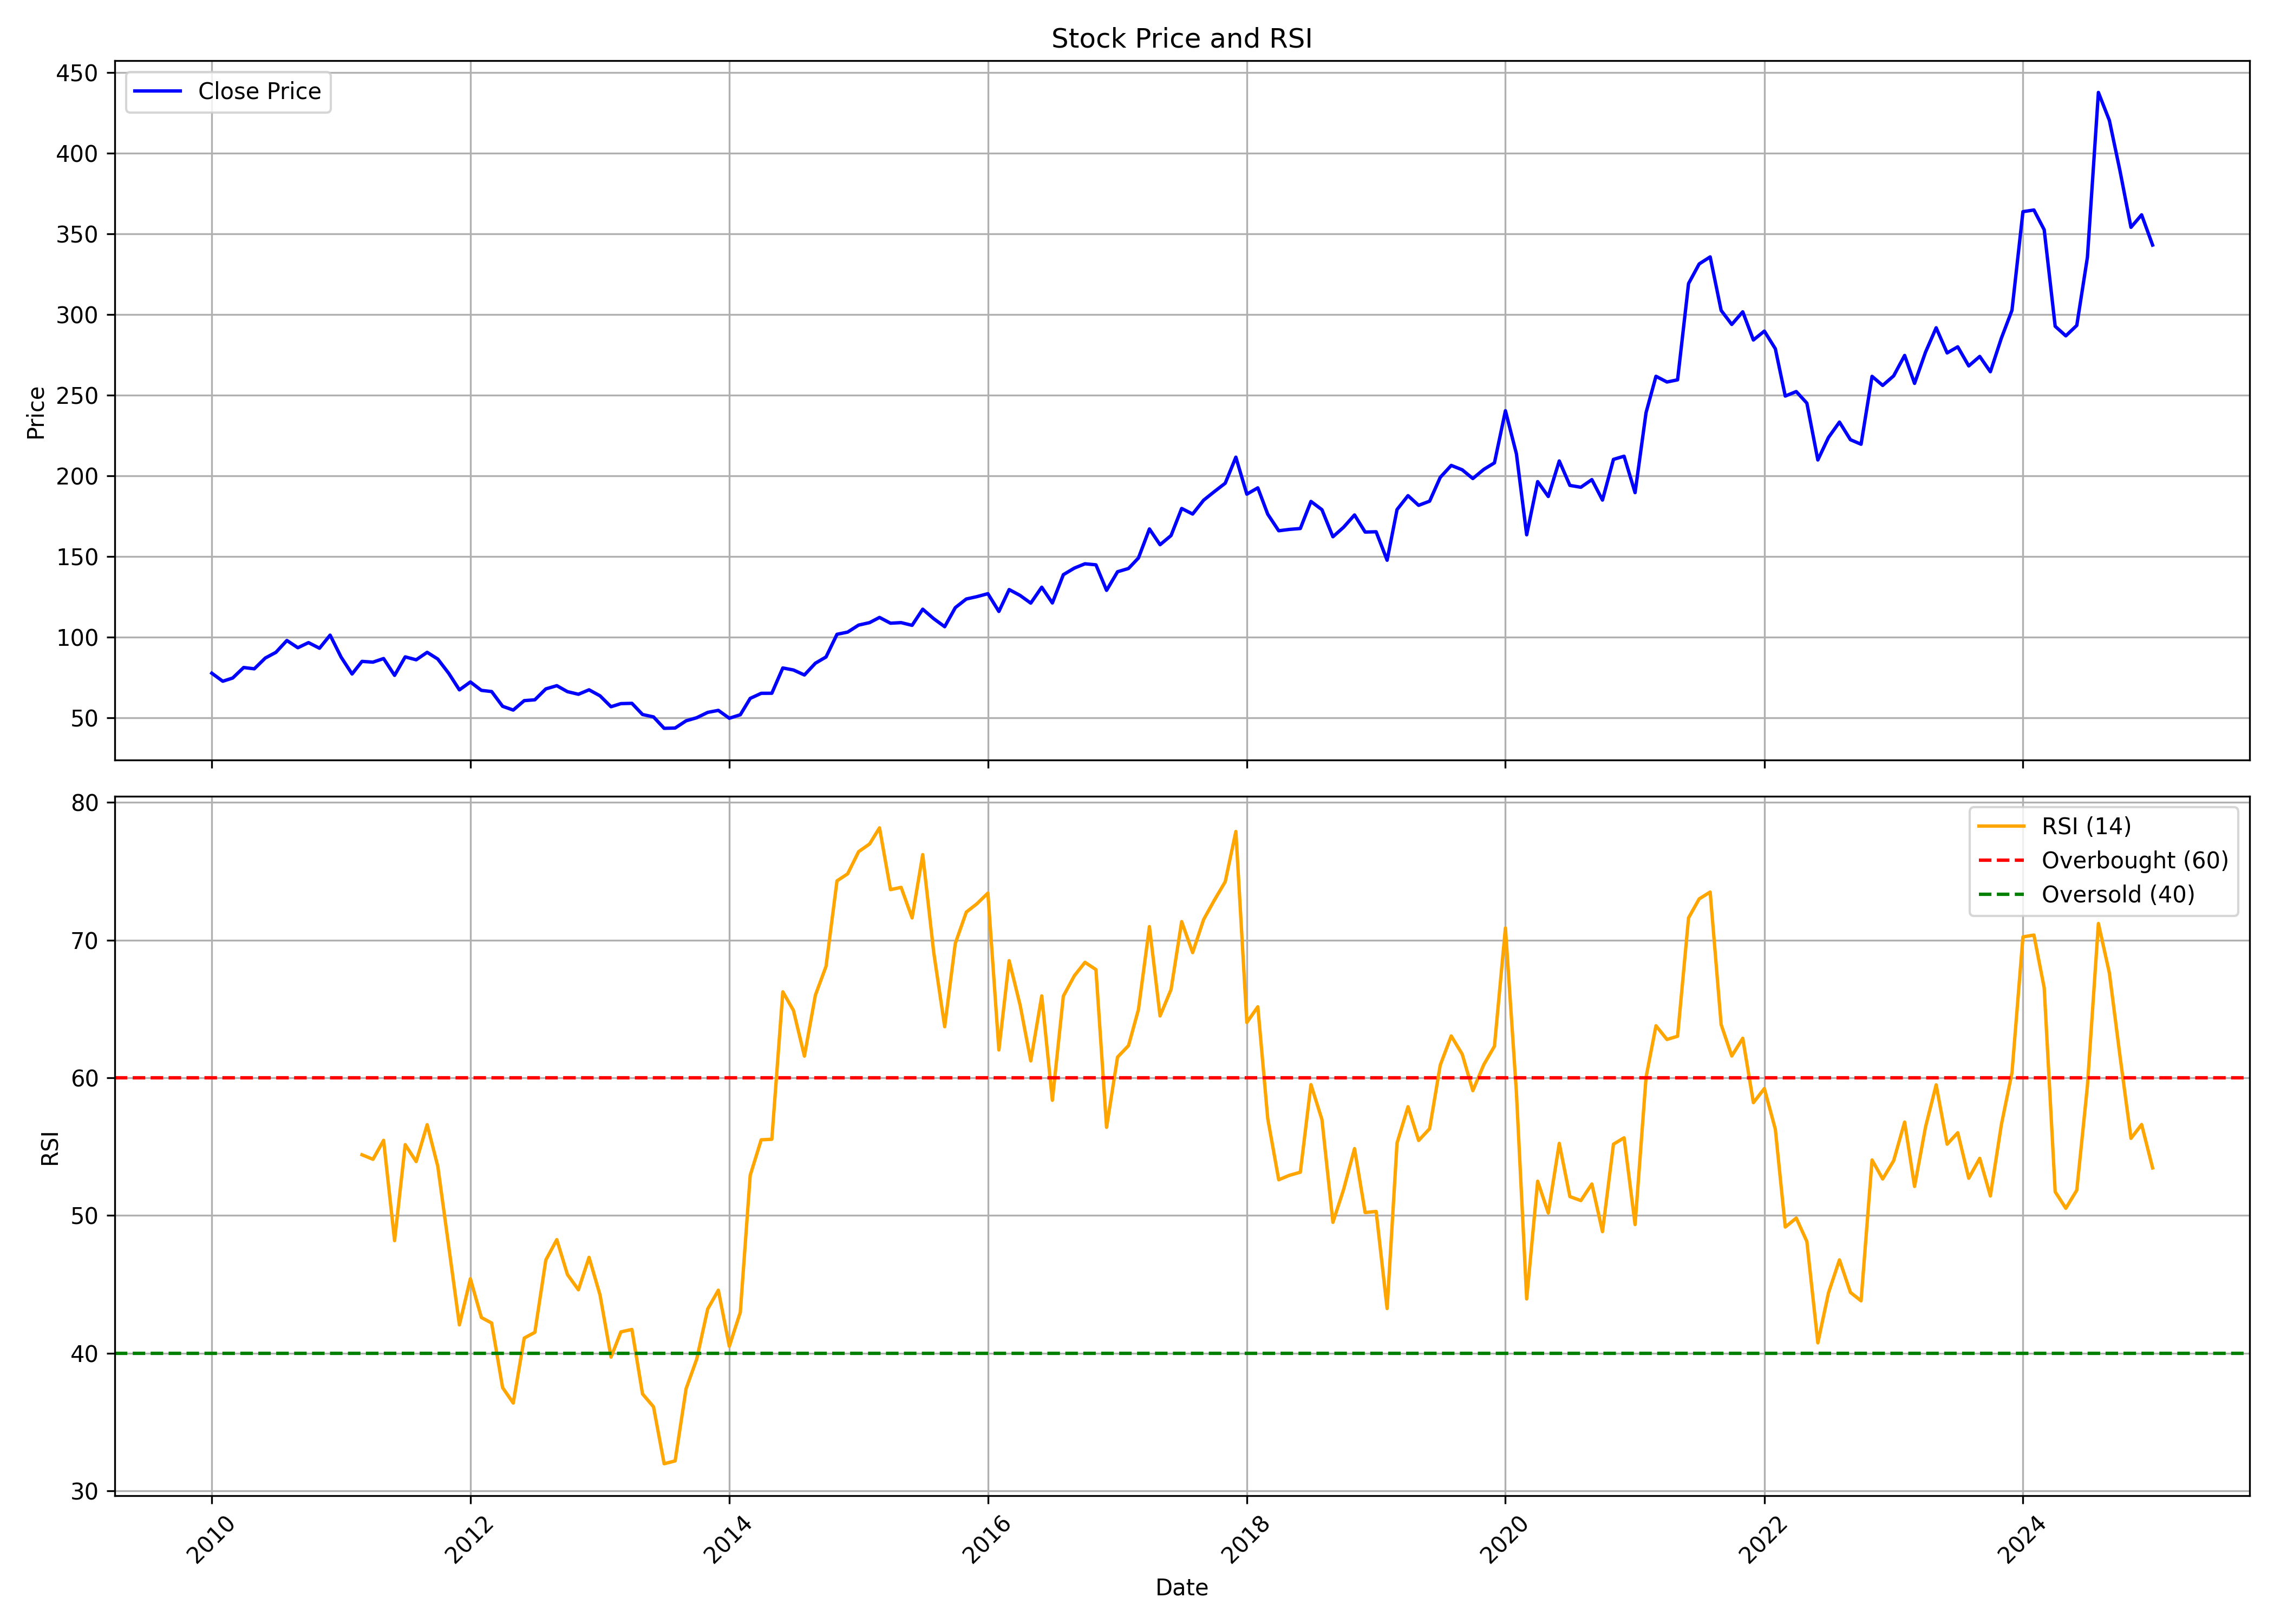 Stock Price and RSI
450
400
350
300
250
200
150
100
50
Price
Close Price
80
70
60
50
40
30
RSI
RSI (14)
Overbought (60)
Oversold (40)
2010
2012
2014
2016
2018
2020
2022
2024
Date